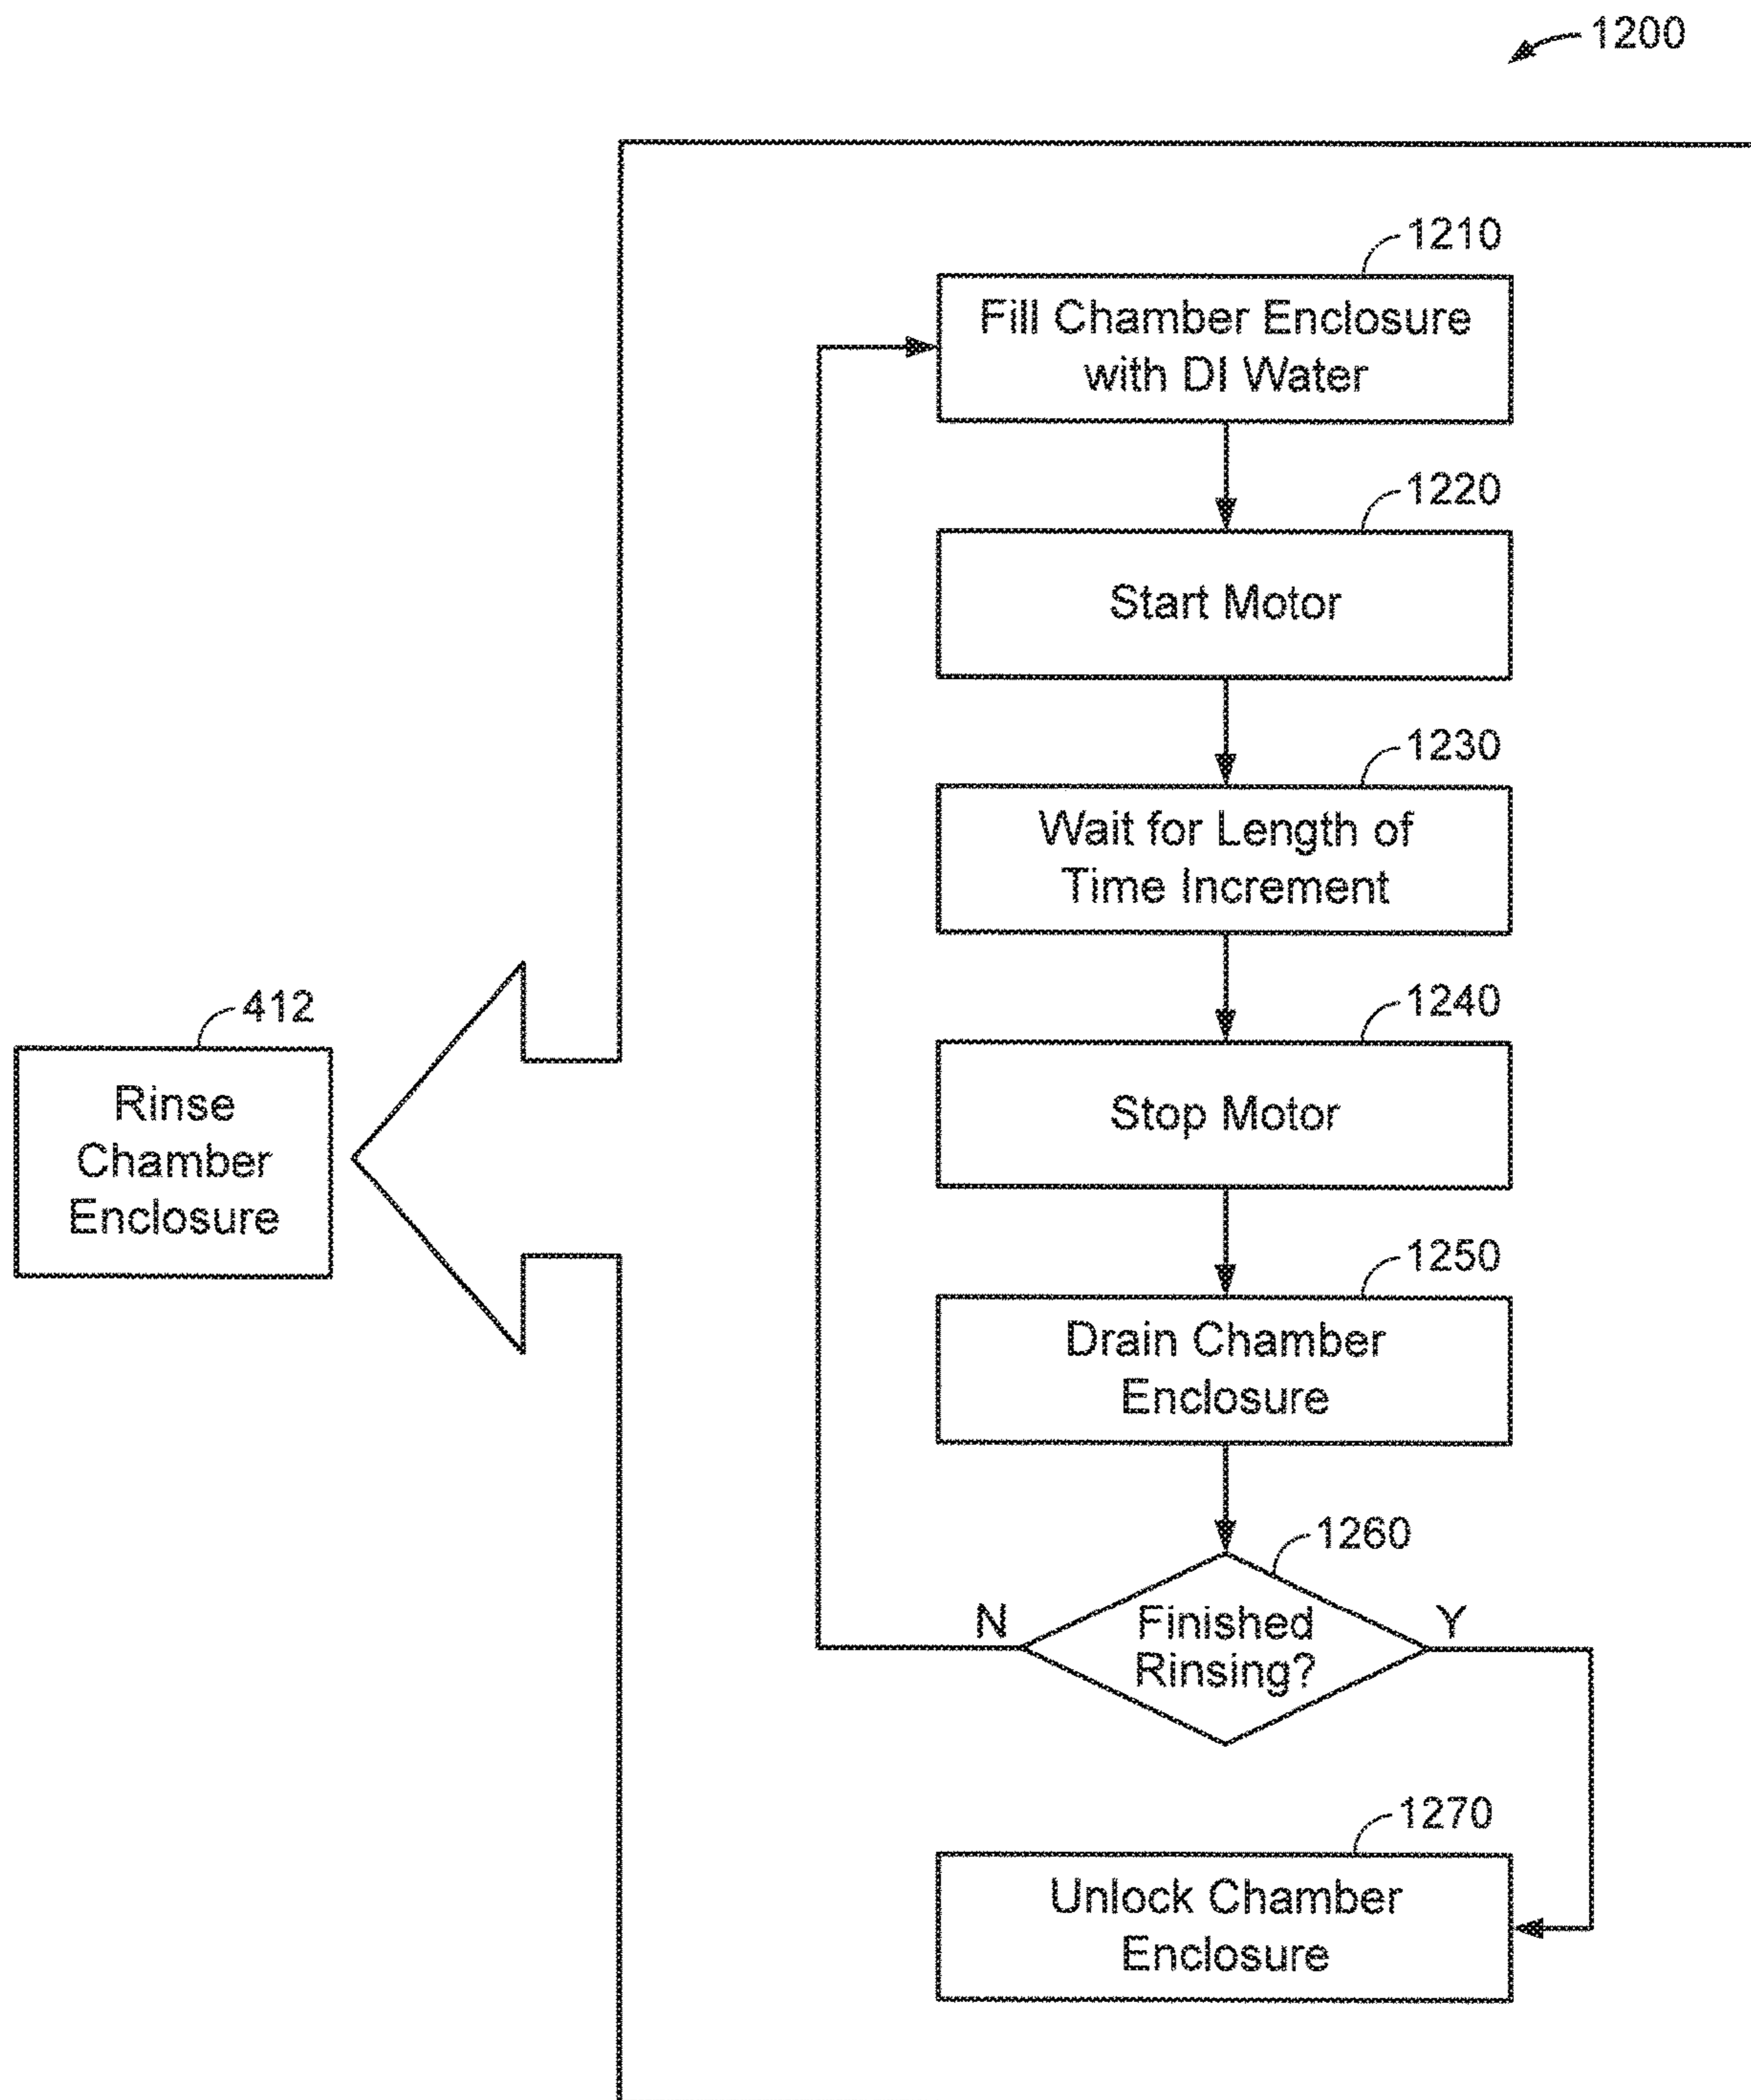 1200
1210
Fill Chamber Enclosure
with DI Water
1220
Start Motor
1230
Wait for Length of
Time Increment
412
Rinse
Chamber
Enclosure
1240
Stop Motor
1250
Drain Chamber
Enclosure
1260
N
Finished
Rinsing?
Y
1270
Unlock Chamber
Enclosure